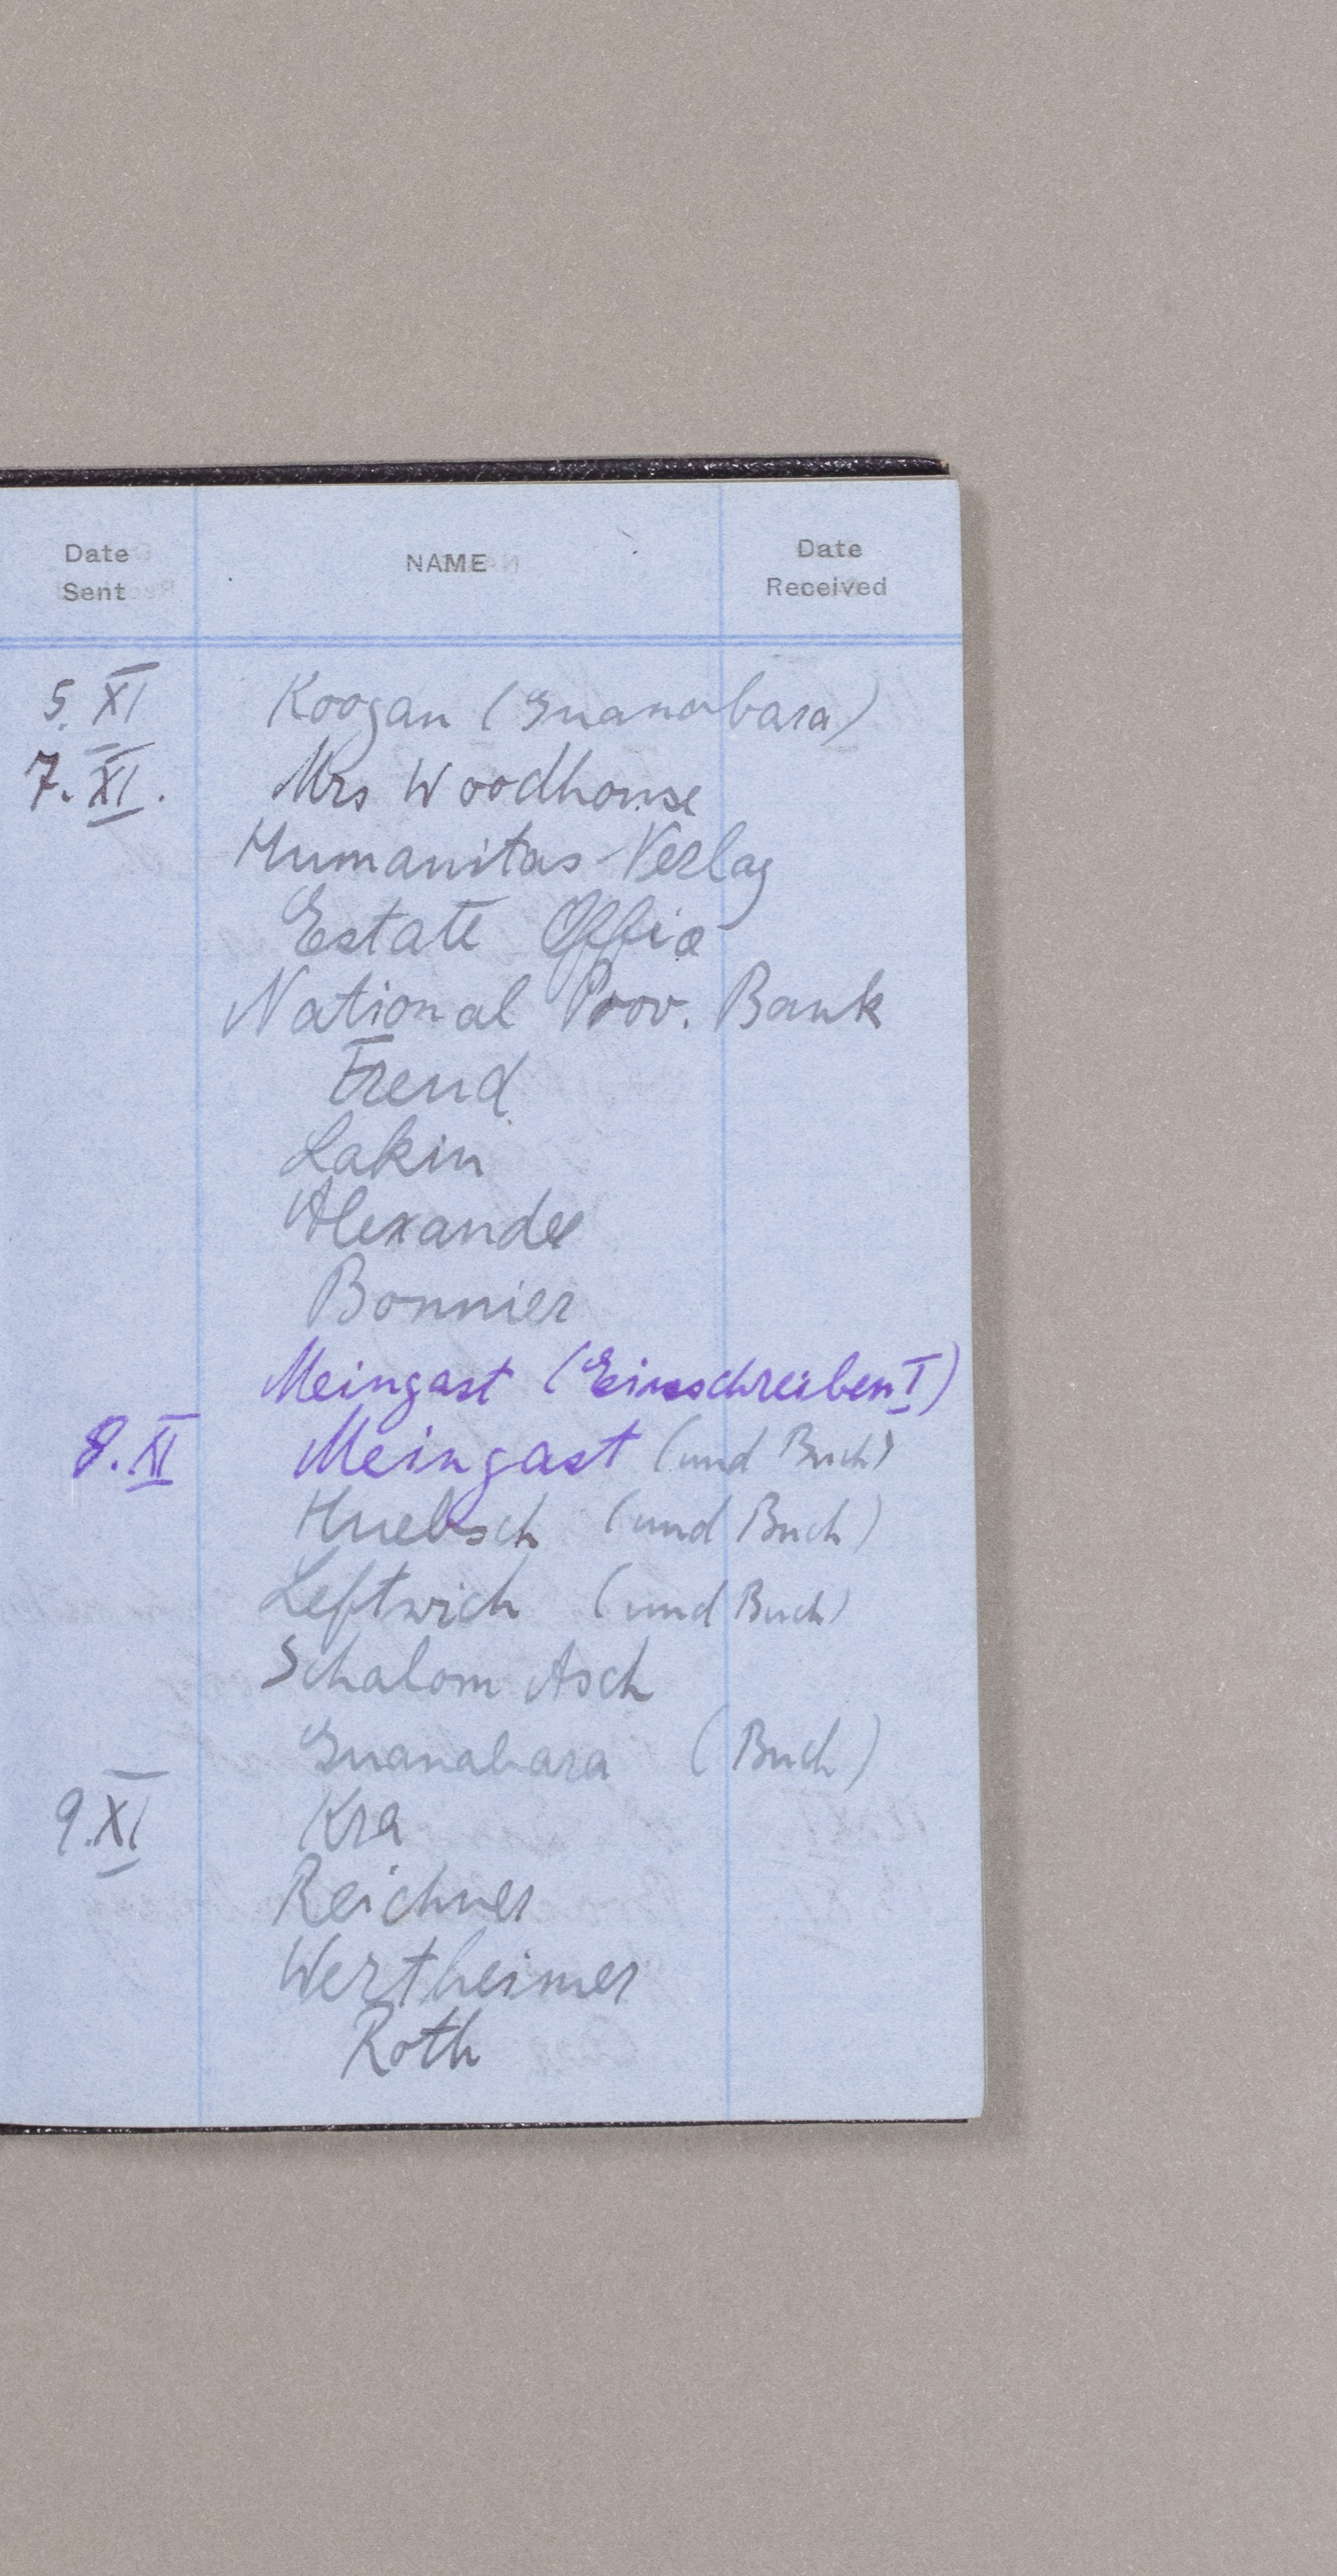 Date Sent NAME Date Received
5. XI Koogan (Guanabara)
7. XI. Mrs Woodhouse
Humanitas-Verlag
Estate Office
National Prov. Bank
Freud
Lakin
Alexander
Bonnier
Meingast (Einschreiben I)
8. XI Meingast (und Buch)
Huebsch (und Buch)
Leftwich (und Buch)
Schalom Asch
Guanabara (Buch)
9. XI Kra
Reichner
Wertheimer
Roth